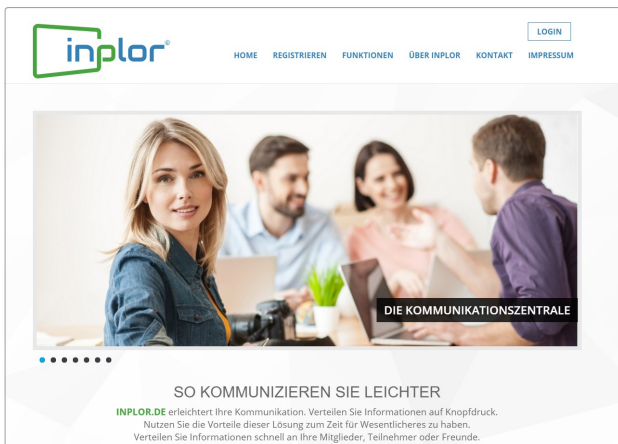 inplor®
LOGIN
HOME REGISTRIEREN FUNKTIONEN ÜBER INPLOR KONTAKT IMPRESSUM
DIE KOMMUNIKATIONSZENTRALE
SO KOMMUNIZIEREN SIE LEICHTER
INPLOR.DE erleichtert Ihre Kommunikation. Verteilen Sie Informationen auf Knopfdruck.
Nutzen Sie die Vorteile dieser Lösung zum Zeit für Wesentlicheres zu haben.
Verteilen Sie Informationen schnell an Ihre Mitglieder, Teilnehmer oder Freunde.